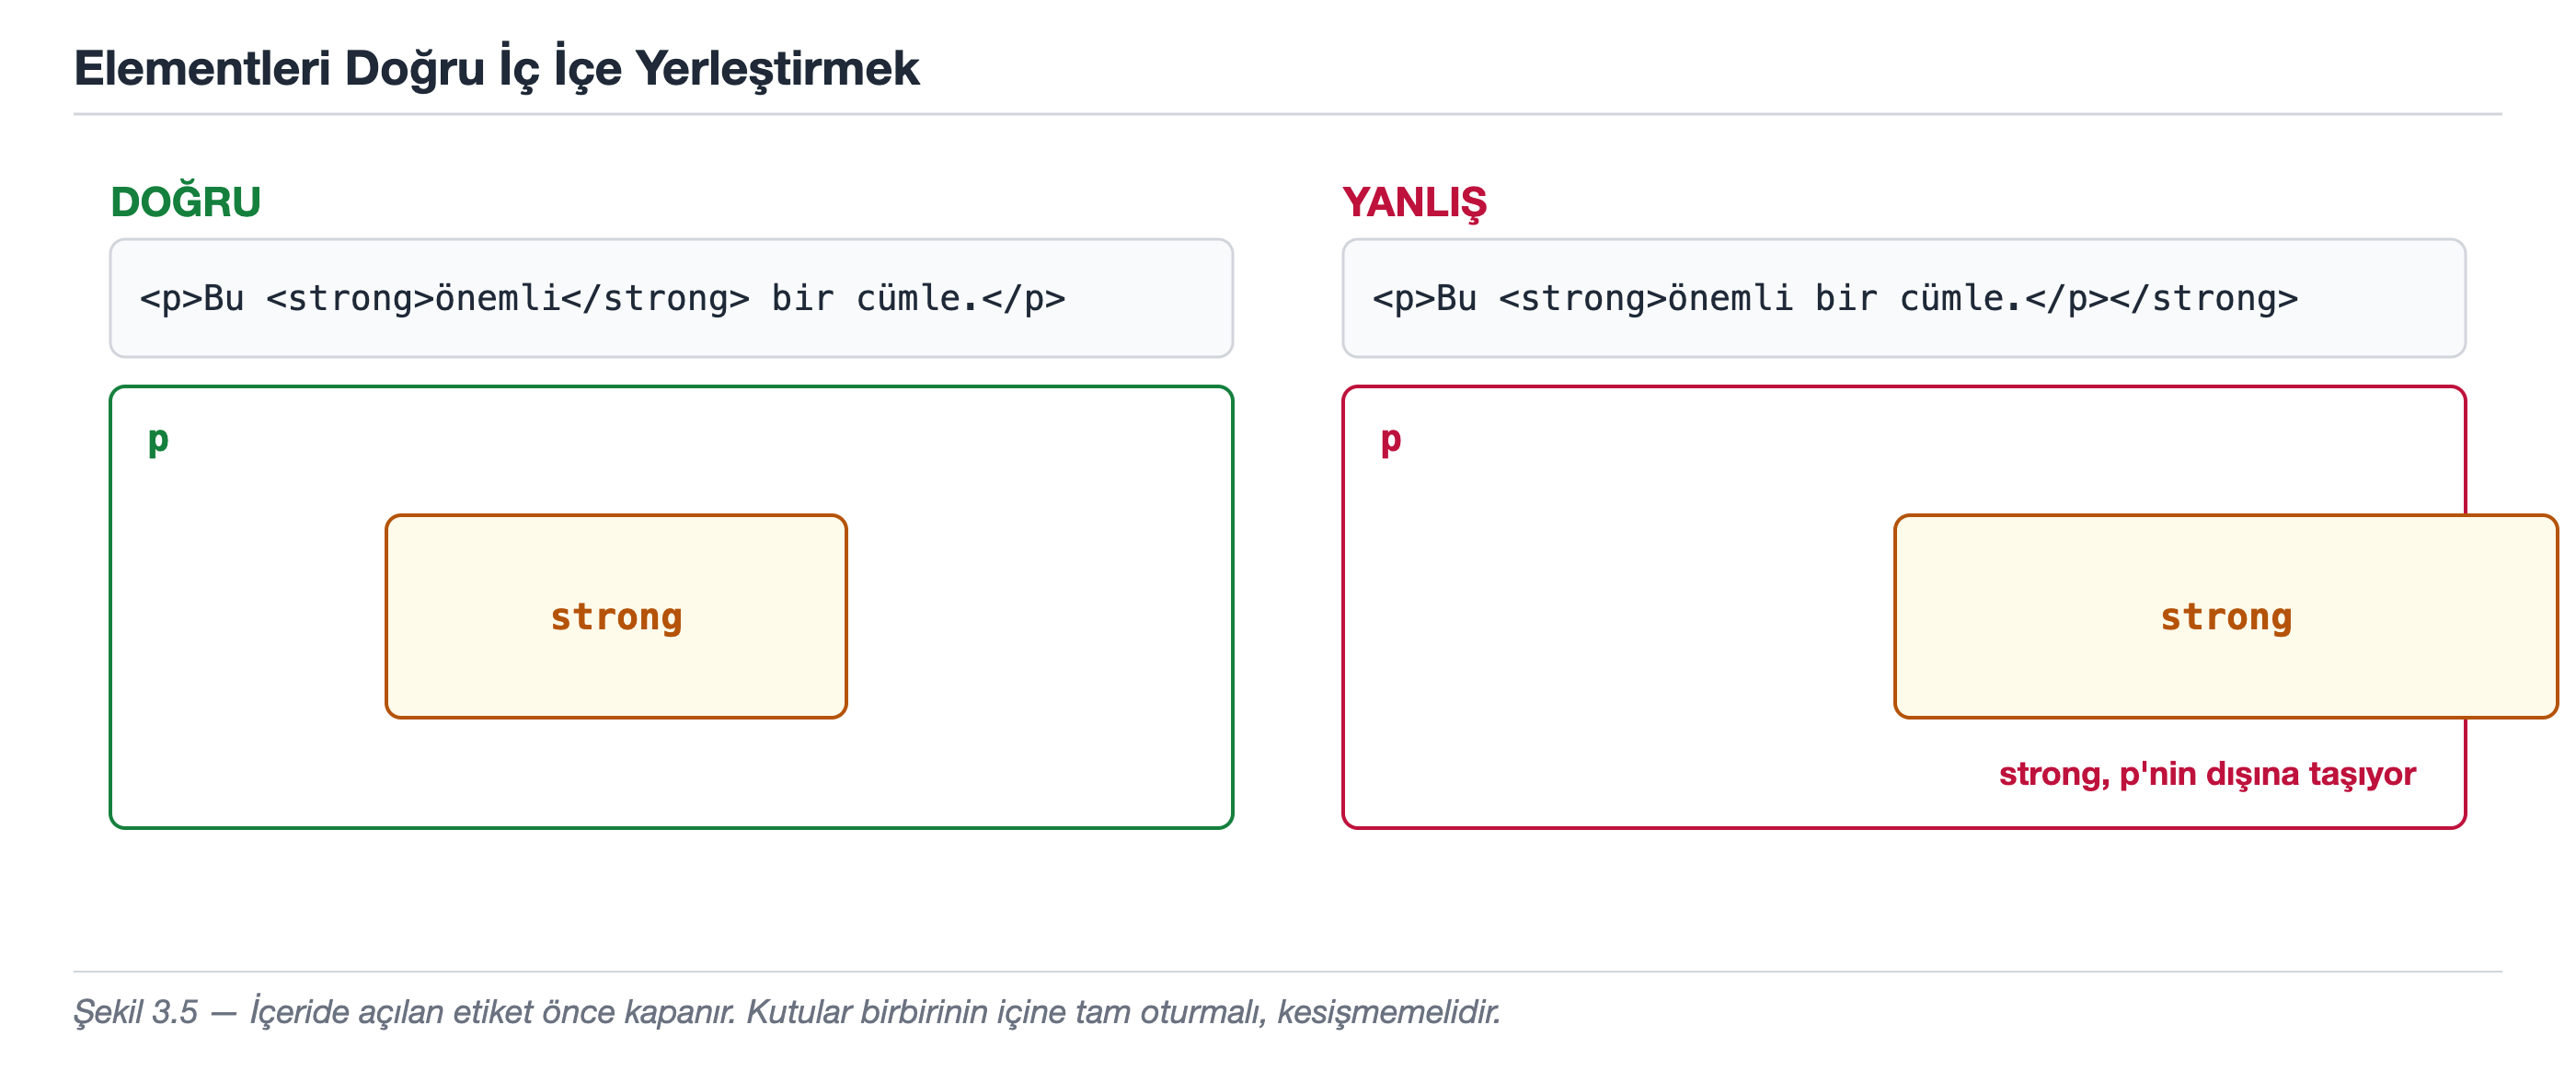 Elementleri Doğru İç İçe Yerleştirmek
DOĞRU
<p>Bu <strong>önemli</strong> bir cümle.</p>
p
strong
YANLIŞ
<p>Bu <strong>önemli bir cümle.</p></strong>
p
strong
strong, p'nin dışına taşıyor
Şekil 3.5 — İçeride açılan etiket önce kapanır. Kutular birbirinin içine tam oturmalı, kesişmemelidir.